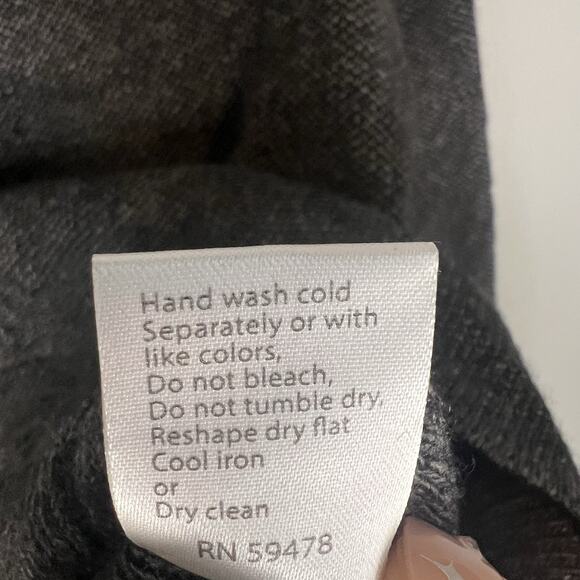 Hand wash cold
Separately or with
like colors,
Do not bleach,
Do not tumble dry,
Reshape dry flat
Cool iron
or
Dry clean
RN 59478